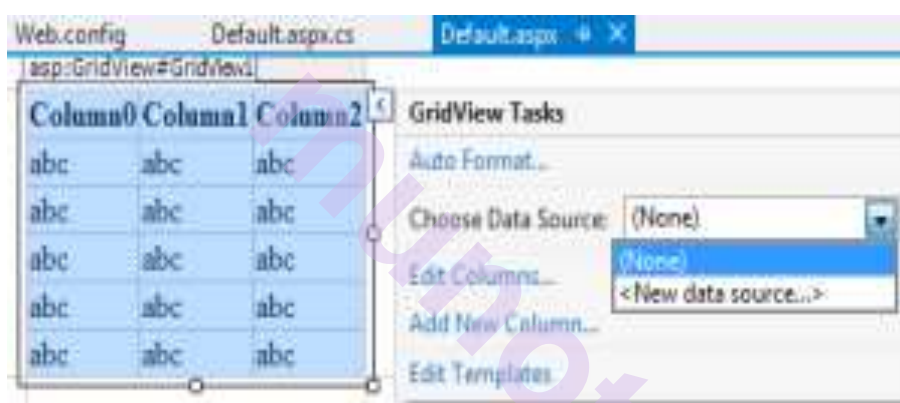 Web.config Default.aspx.cs Default.aspx
asp:GridView#GridView1
Column0 Column1 Column2
abc abc abc
abc abc abc
abc abc abc
abc abc abc
abc abc abc
GridView Tasks
Auto Format...
Choose Data Source: (None)
(None)
<New data source...>
Edit Columns...
Add New Column...
Edit Templates